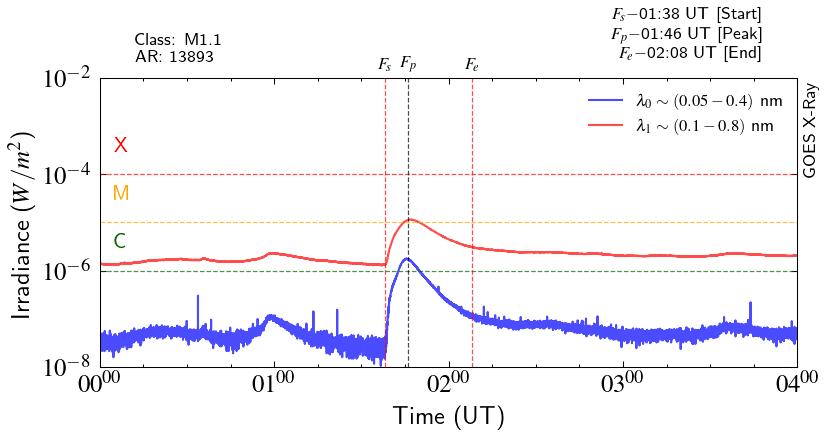 F_s−01:38 UT [Start]
Class: M1.1
F_p−01:46 UT [Peak]
AR: 13893
F_e−02:08 UT [End]
F_s F_p F_e
10^−2
λ_0 ∼ (0.05 − 0.4) nm
λ_1 ∼ (0.1 − 0.8) nm
GOES X-Ray
X
10^−4
M
C
10^−6
10^−8
Irradiance (W/m^2)
00^00 01^00 02^00 03^00 04^00
Time (UT)